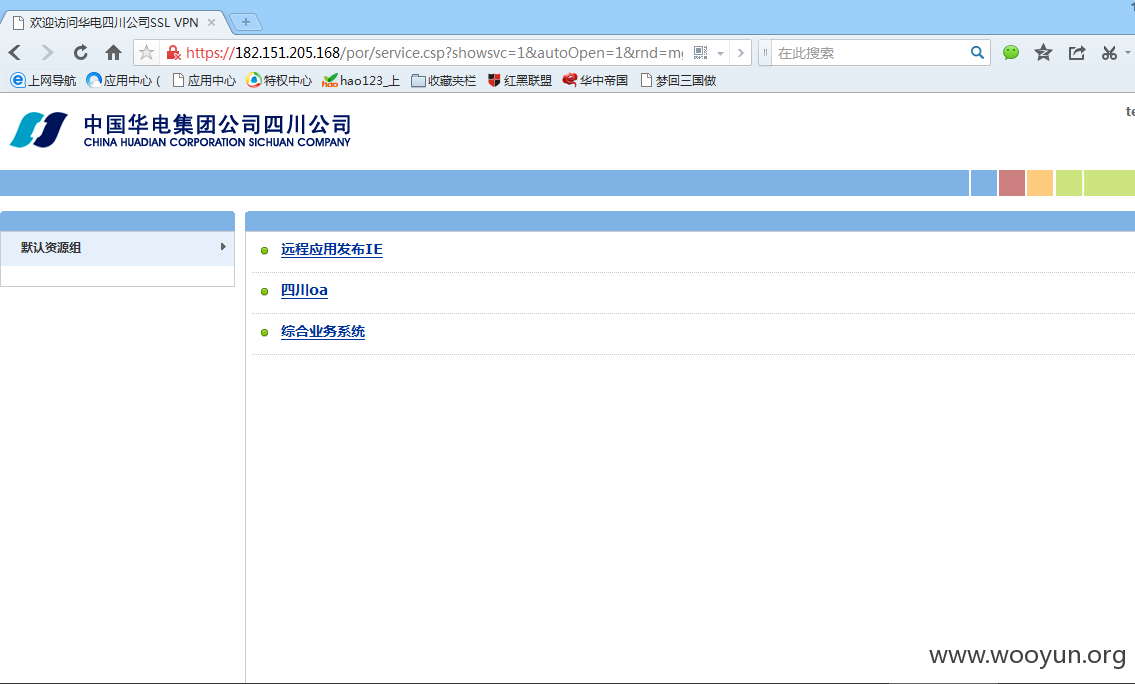 欢迎访问华电四川公司SSL VPN
https://182.151.205.168/por/service.csp?showsvc=1&autoOpen=1&rnd=m
在此搜索
上网导航 应用中心 ( 应用中心 特权中心 hao123_上 收藏夹栏 红黑联盟 华中帝国 梦回三国做
te
中国华电集团公司四川公司
CHINA HUADIAN CORPORATION SICHUAN COMPANY
默认资源组
远程应用发布IE
四川oa
综合业务系统
www.wooyun.org